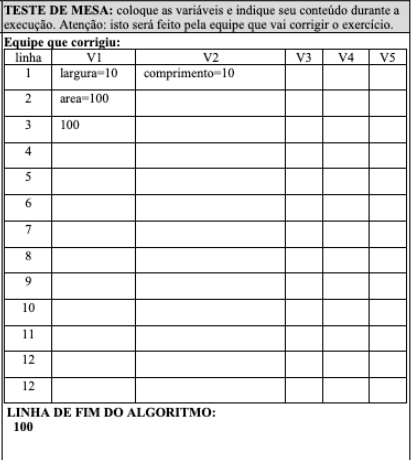 TESTE DE MESA: coloque as variáveis e indique seu conteúdo durante a
execução. Atenção: isto será feito pela equipe que vai corrigir o exercício.
Equipe que corrigiu:
linha V1 V2 V3 V4 V5
1 largura=10 comprimento=10
2 area=100
3 100
4
5
6
7
8
9
10
11
12
12
LINHA DE FIM DO ALGORITMO:
100